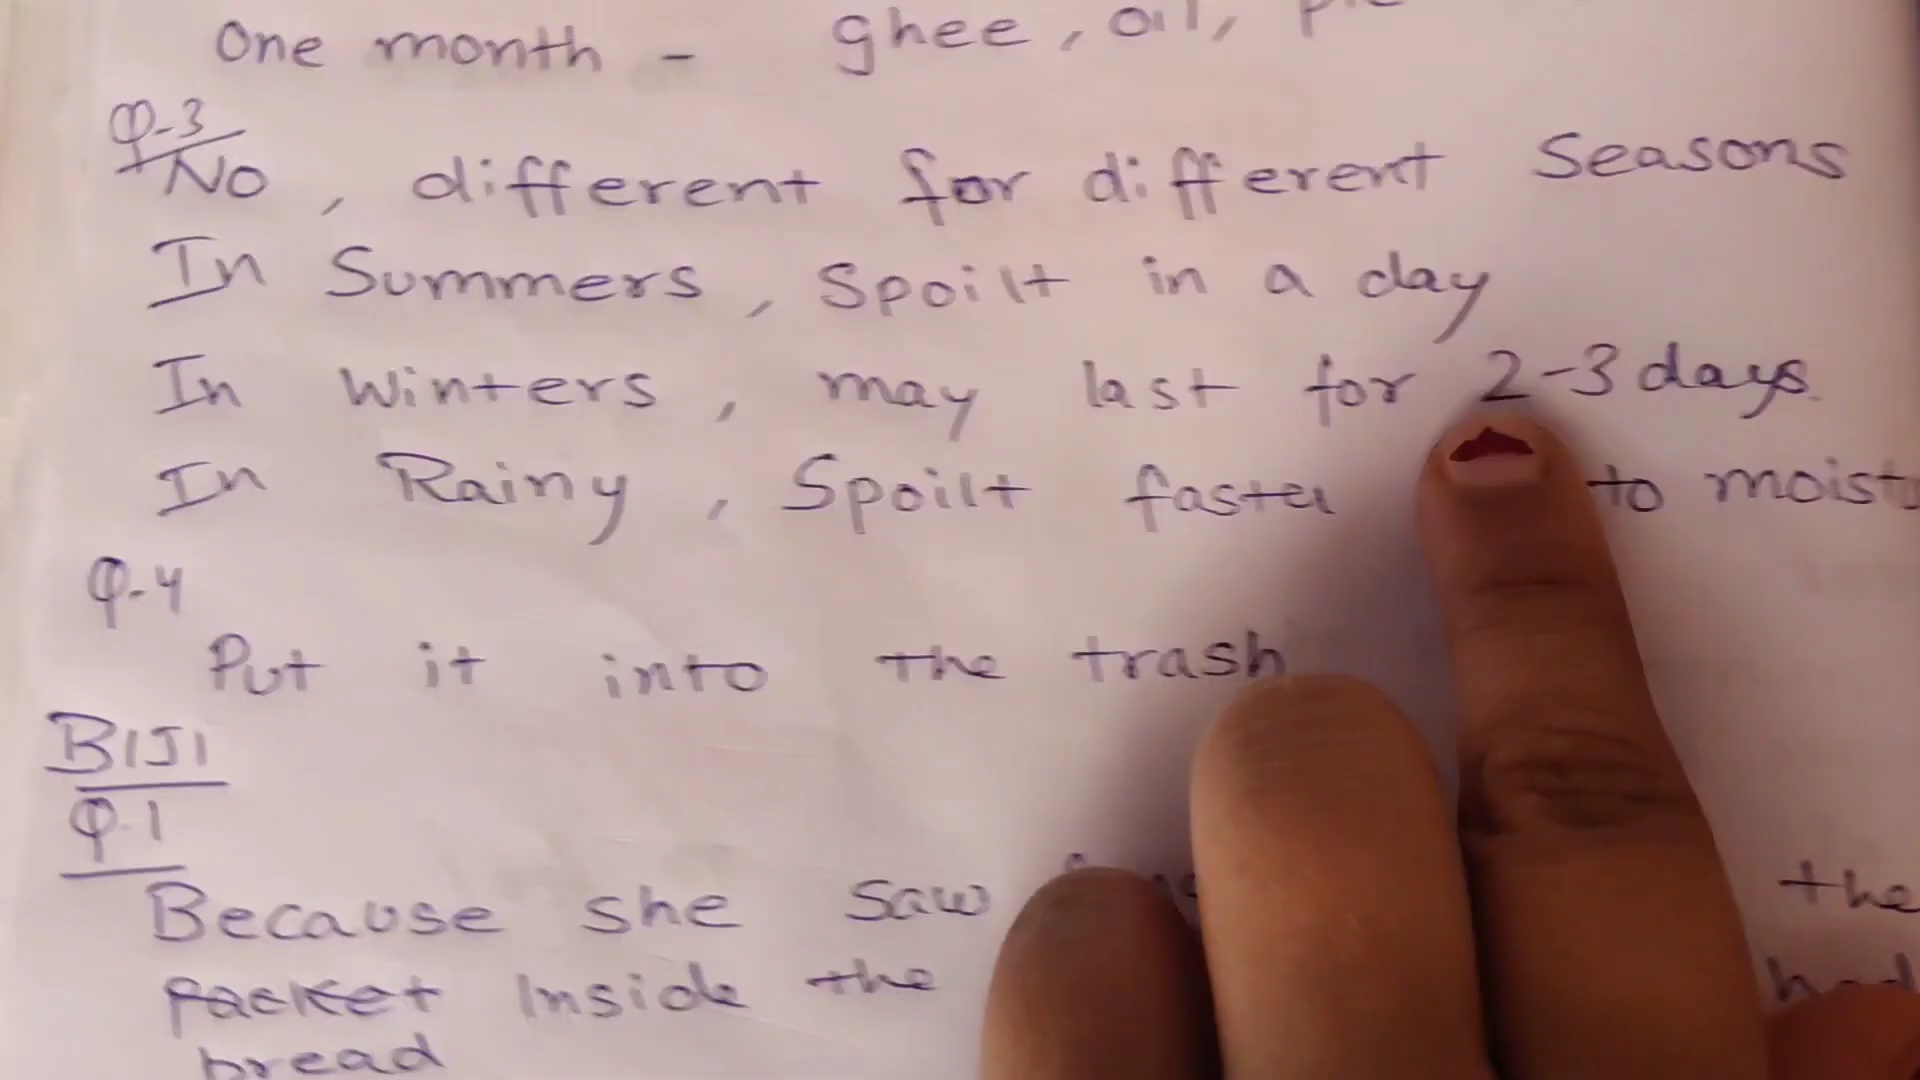 One month - ghee, oil,
Q-3
No, different for different Seasons
In Summers, Spoilt in a day
In Winters, may last for 2-3 days.
In Rainy, Spoilt faster to
Q-4
Put it into the trash
BIJI
Q.1
Because she saw the
packet Inside the
bread